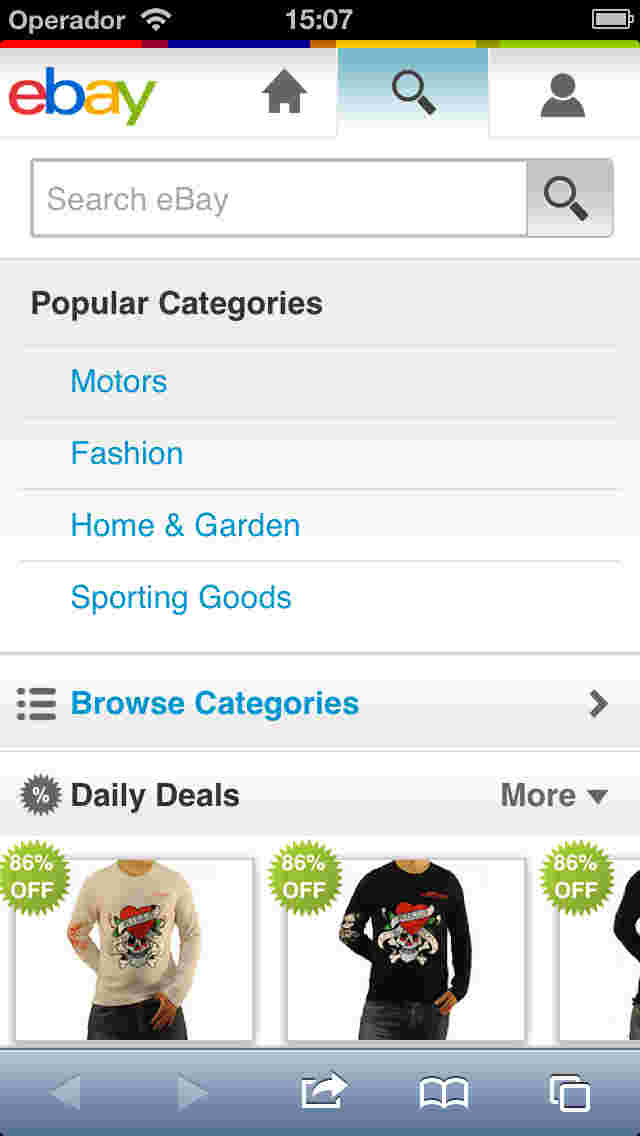 Operador 15:07
ebay
Search eBay
Popular Categories
Motors
Fashion
Home & Garden
Sporting Goods
Browse Categories
% Daily Deals More
86% OFF
86% OFF
86% OFF